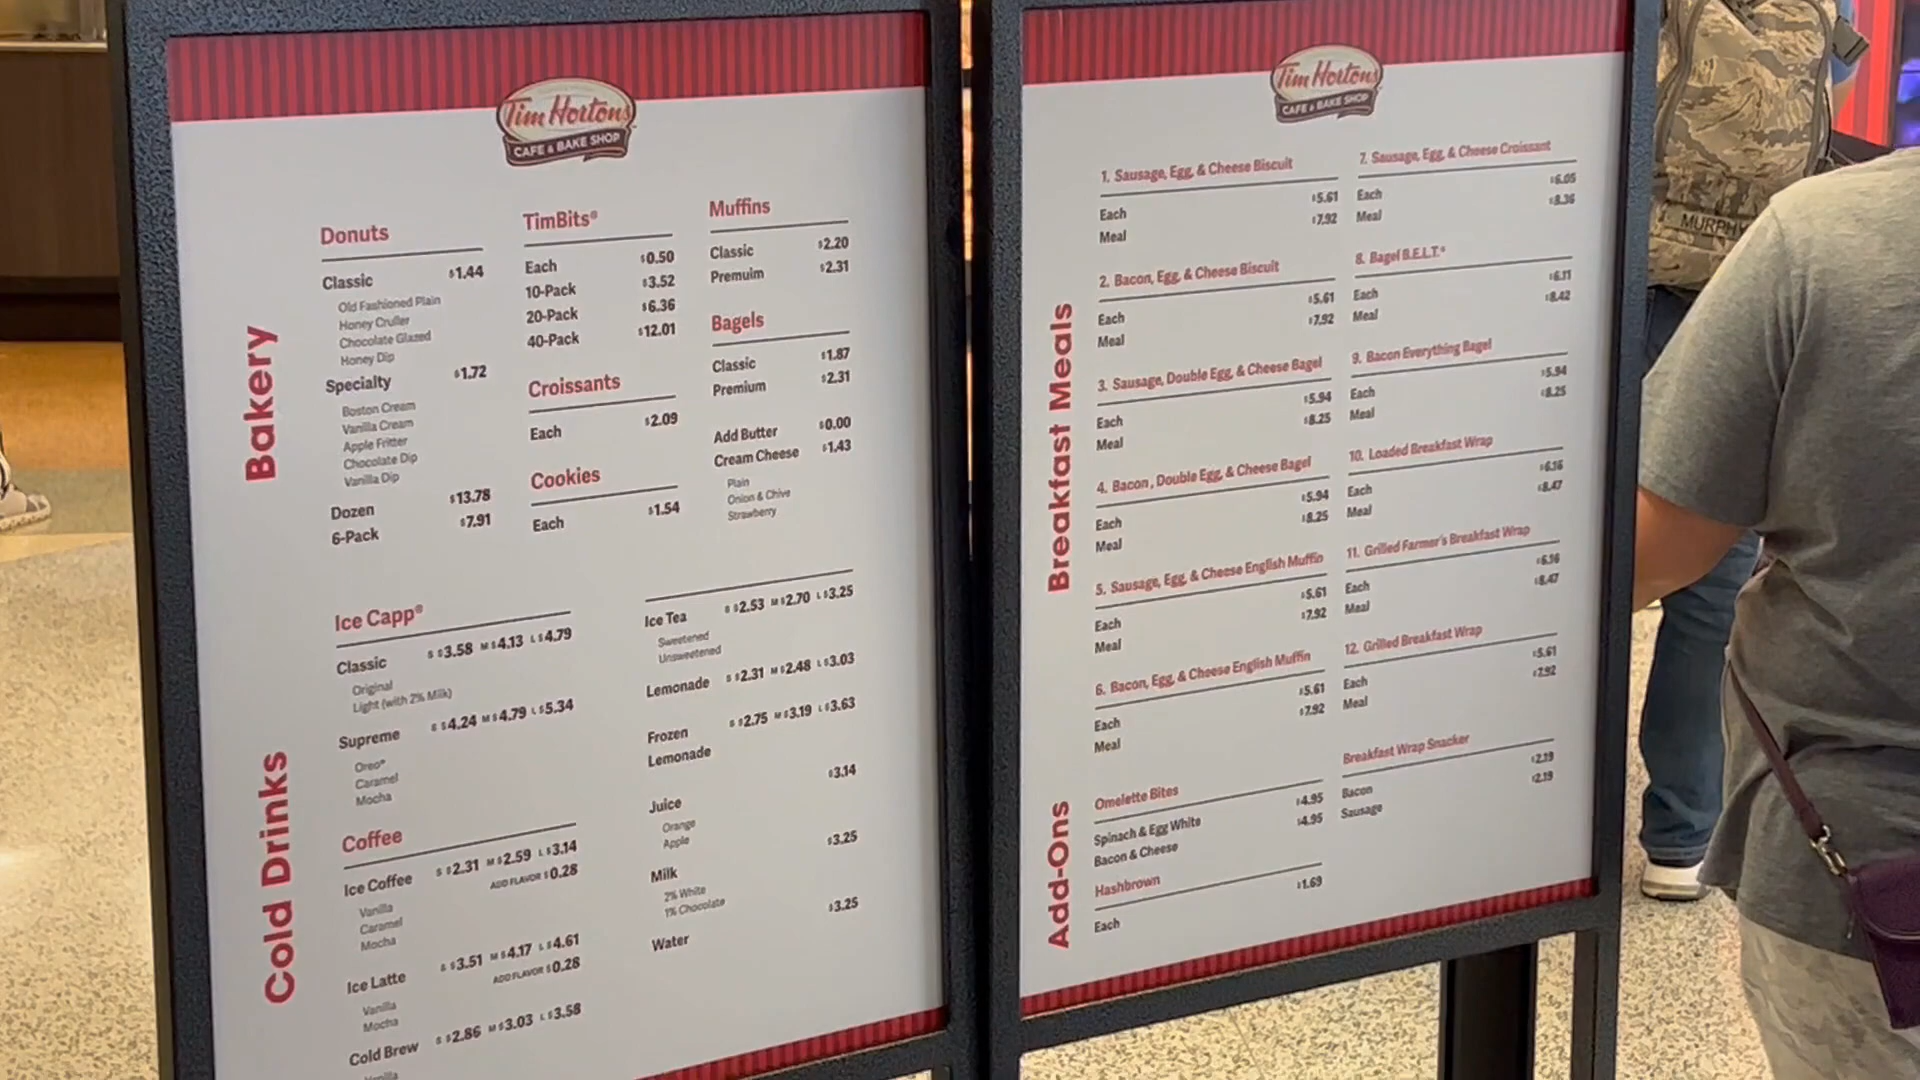 Tim Hortons
CAFE & BAKE SHOP
Bakery
Donuts
Classic $1.44
Old Fashioned Plain
Honey Cruller
Chocolate Glazed
Honey Dip
Specialty $1.72
Boston Cream
Vanilla Cream
Apple Fritter
Chocolate Dip
Vanilla Dip
Dozen $13.78
6-Pack $7.91
TimBits®
Each $0.50
10-Pack $3.52
20-Pack $6.36
40-Pack $12.01
Croissants
Each $2.09
Cookies
Each $1.54
Muffins
Classic $2.20
Premuim $2.31
Bagels
Classic $1.87
Premium $2.31
Add Butter $0.00
Cream Cheese $1.43
Plain
Onion & Chive
Strawberry
Cold Drinks
Ice Capp®
Classic S $3.58 M $4.13 L $4.79
Original
Light (with 2% Milk)
Supreme S $4.24 M $4.79 L $5.34
Oreo®
Caramel
Mocha
Coffee
Ice Coffee S $2.31 M $2.59 L $3.14
ADD FLAVOR $0.28
Vanilla
Caramel
Mocha
Ice Latte S $3.51 M $4.17 L $4.61
ADD FLAVOR $0.28
Vanilla
Mocha
Cold Brew S $2.86 M $3.03 L $3.58
Vanilla
Ice Tea S $2.53 M $2.70 L $3.25
Sweetened
Unsweetened
Lemonade S $2.31 M $2.48 L $3.03
Frozen S $2.75 M $3.19 L $3.63
Lemonade
Juice $3.14
Orange
Apple
Milk $3.25
2% White
1% Chocolate
Water $3.25
Tim Hortons
CAFE & BAKE SHOP
Breakfast Meals
1. Sausage, Egg, & Cheese Biscuit
Each $5.61
Meal $7.92
2. Bacon, Egg, & Cheese Biscuit
Each $5.61
Meal $7.92
3. Sausage, Double Egg, & Cheese Bagel
Each $5.94
Meal $8.25
4. Bacon, Double Egg, & Cheese Bagel
Each $5.94
Meal $8.25
5. Sausage, Egg, & Cheese English Muffin
Each $5.61
Meal $7.92
6. Bacon, Egg, & Cheese English Muffin
Each $5.61
Meal $7.92
7. Sausage, Egg, & Cheese Croissant
Each $6.05
Meal $8.36
8. Bagel B.E.L.T.®
Each $6.11
Meal $8.42
9. Bacon Everything Bagel
Each $5.94
Meal $8.25
10. Loaded Breakfast Wrap
Each $6.16
Meal $8.47
11. Grilled Farmer's Breakfast Wrap
Each $6.16
Meal $8.47
12. Grilled Breakfast Wrap
Each $5.61
Meal $7.92
Add-Ons
Omelette Bites
Spinach & Egg White $4.95
Bacon & Cheese $4.95
Hashbrown
Each $1.69
Breakfast Wrap Snacker
Bacon $2.19
Sausage $2.19
MURPHY